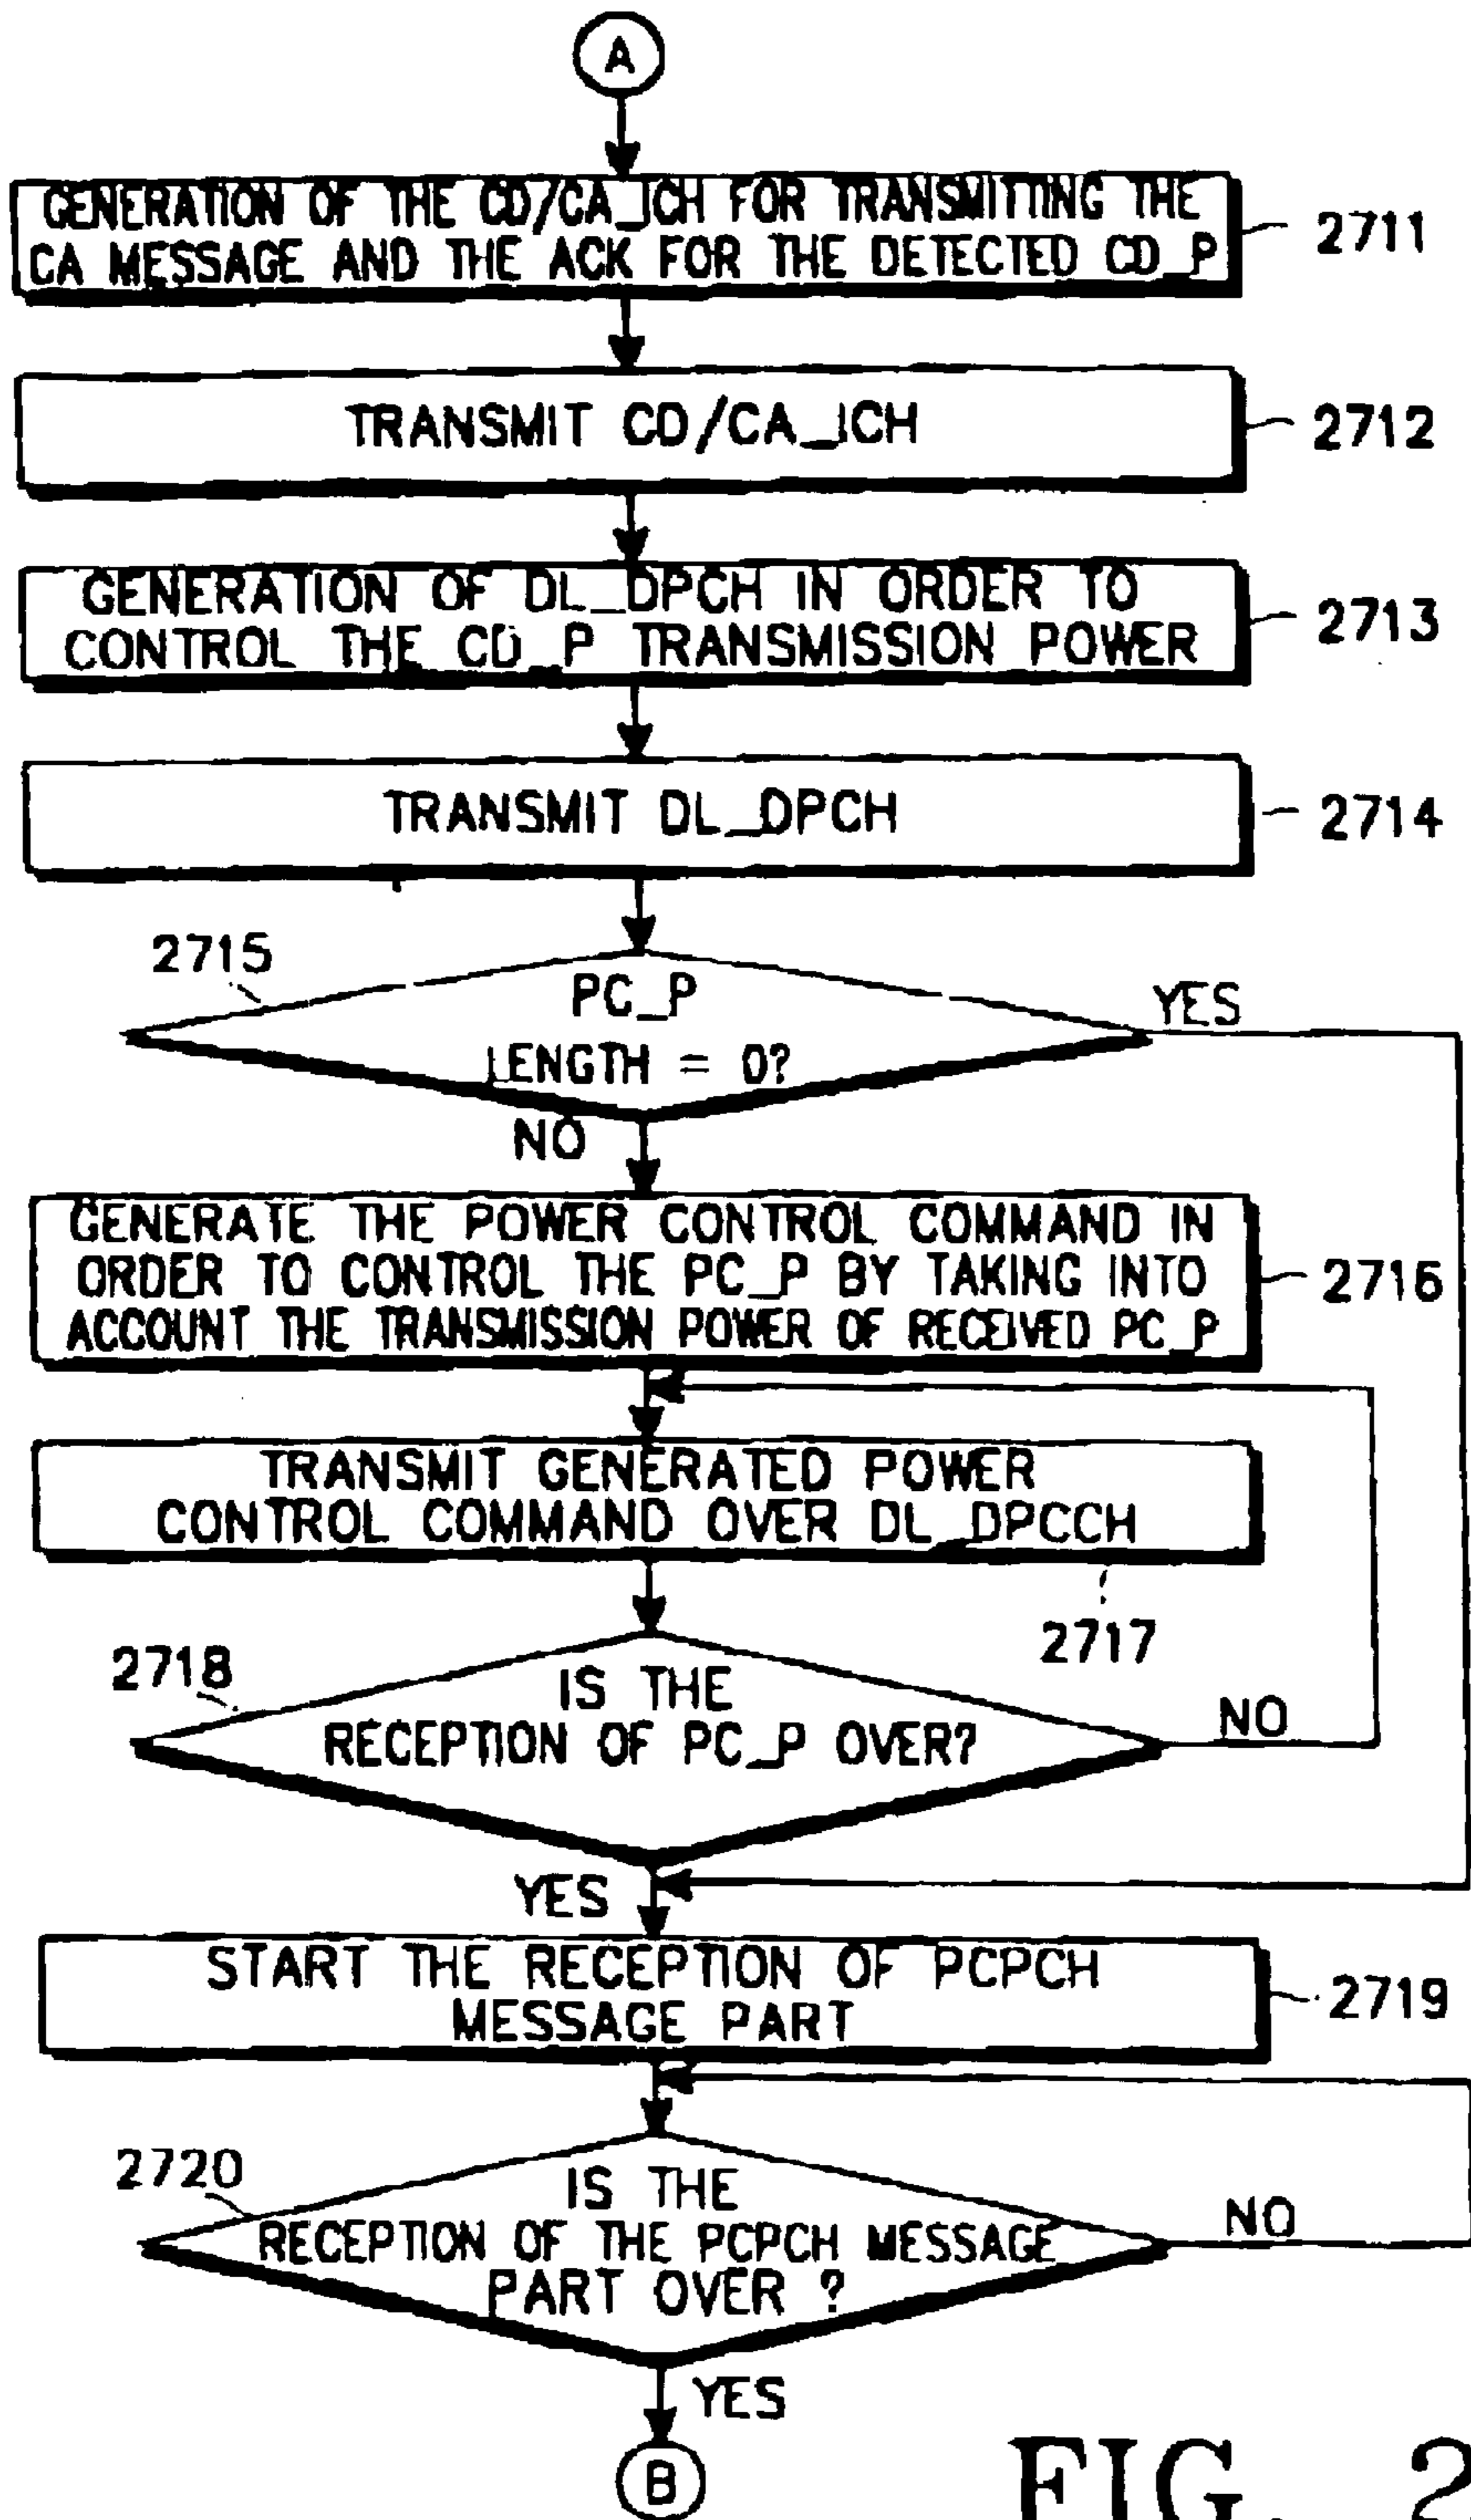 A
GENERATION OF THE CD/CA_ICH FOR TRANSMITTING THE
CA MESSAGE AND THE ACK FOR THE DETECTED CD_P
2711
TRANSMIT CD/CA_ICH
2712
GENERATION OF DL_DPCH IN ORDER TO
CONTROL THE CD_P TRANSMISSION POWER
2713
TRANSMIT DL_DPCH
2714
2715
PC_P
LENGTH = 0?
YES
NO
GENERATE THE POWER CONTROL COMMAND IN
ORDER TO CONTROL THE PC_P BY TAKING INTO
ACCOUNT THE TRANSMISSION POWER OF RECEIVED PC_P
2716
TRANSMIT GENERATED POWER
CONTROL COMMAND OVER DL_DPCCH
2717
2718
IS THE
RECEPTION OF PC_P OVER?
NO
YES
START THE RECEPTION OF PCPCH
MESSAGE PART
2719
2720
IS THE
RECEPTION OF THE PCPCH MESSAGE
PART OVER ?
NO
YES
B
FIG. 2